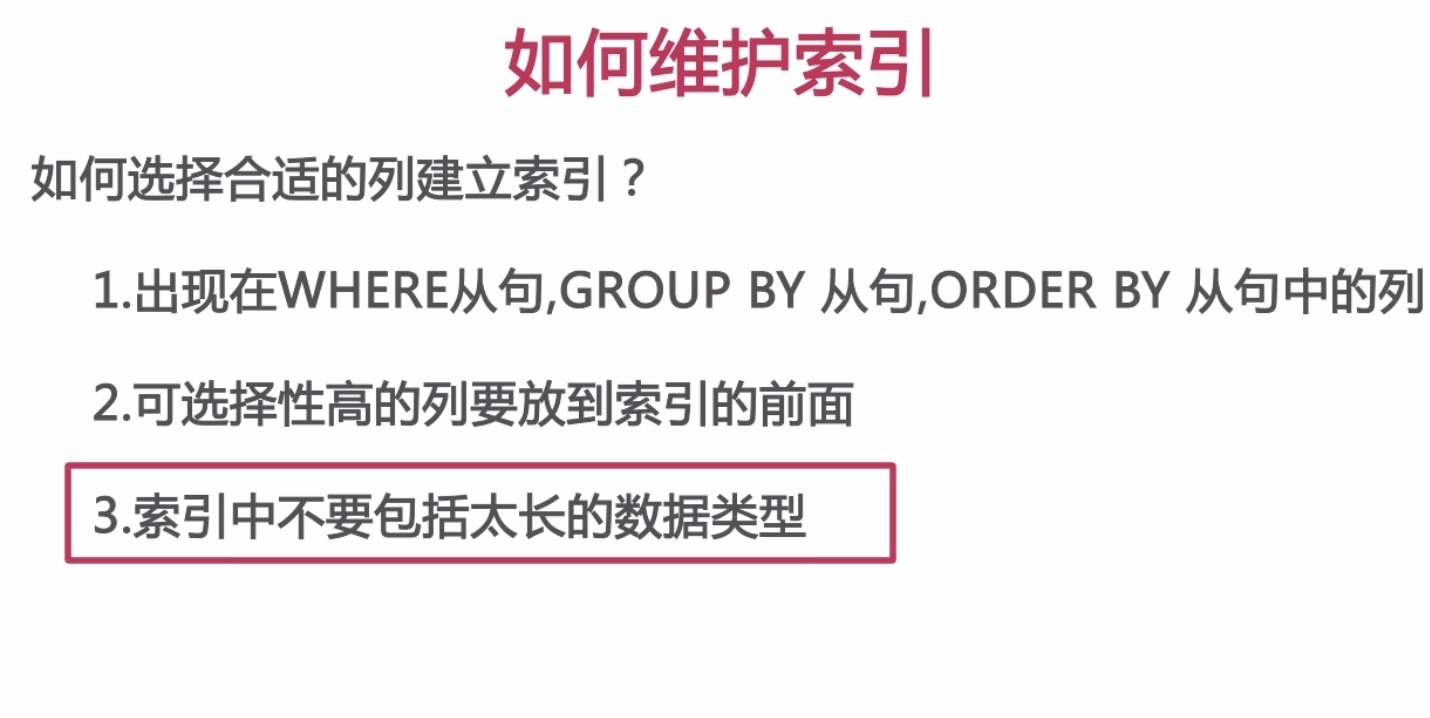 如何维护索引
如何选择合适的列建立索引？
1.出现在WHERE从句,GROUP BY 从句,ORDER BY 从句中的列
2.可选择性高的列要放到索引的前面
3.索引中不要包括太长的数据类型